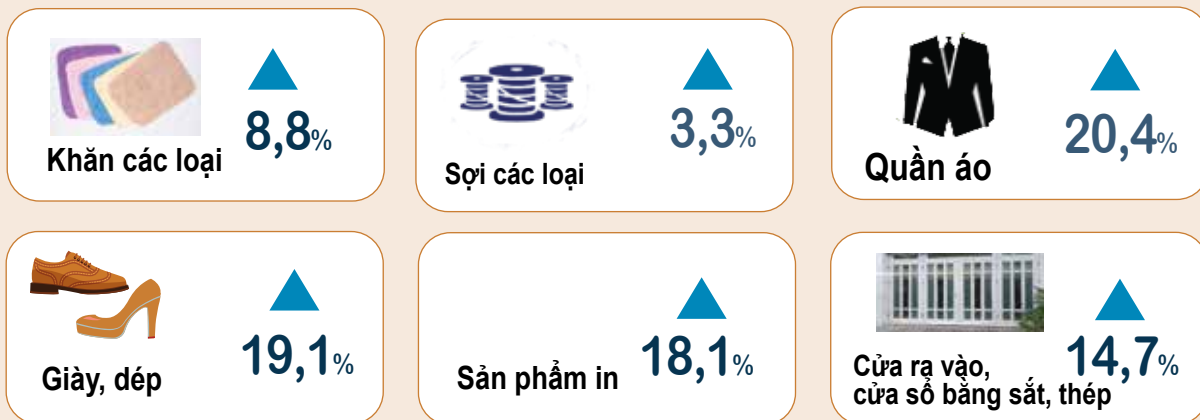 8,8%
Khăn các loại
3,3%
Sợi các loại
20,4%
Quần áo
19,1%
Giày, dép
18,1%
Sản phẩm in
14,7%
Cửa ra vào,
cửa sổ bằng sắt, thép